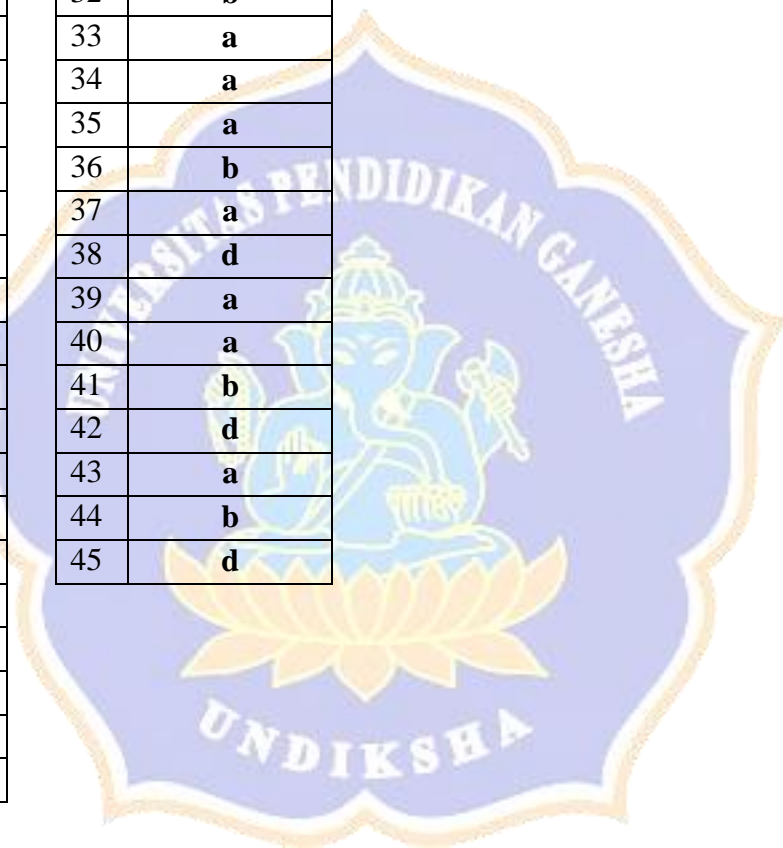 33 a
34 a
35 a
36 b
37 a
38 d
39 a
40 a
41 b
42 d
43 a
44 b
45 d
UNIVERSITAS PENDIDIKAN GANESHA
UNDIKSHA